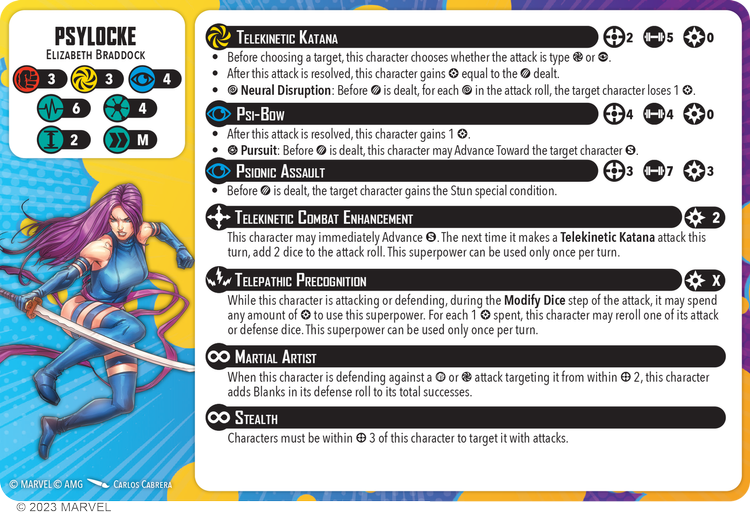 PSYLOCKE
ELIZABETH BRADDOCK
3 3 4
6 4
2 M
TELEKINETIC KATANA 2 5 0
• Before choosing a target, this character chooses whether the attack is type or .
• After this attack is resolved, this character gains equal to the dealt.
• Neural Disruption: Before is dealt, for each in the attack roll, the target character loses 1 .
PSI-BOW 4 4 0
• After this attack is resolved, this character gains 1 .
• Pursuit: Before is dealt, this character may Advance Toward the target character S.
PSIONIC ASSAULT 3 7 3
• Before is dealt, the target character gains the Stun special condition.
TELEKINETIC COMBAT ENHANCEMENT 2
This character may immediately Advance S. The next time it makes a Telekinetic Katana attack this
turn, add 2 dice to the attack roll. This superpower can be used only once per turn.
TELEPATHIC PRECOGNITION X
While this character is attacking or defending, during the Modify Dice step of the attack, it may spend
any amount of to use this superpower. For each 1 spent, this character may reroll one of its attack
or defense dice. This superpower can be used only once per turn.
MARTIAL ARTIST
When this character is defending against a or attack targeting it from within 2, this character
adds Blanks in its defense roll to its total successes.
STEALTH
Characters must be within 3 of this character to target it with attacks.
© MARVEL © AMG CARLOS CABRERA
© 2023 MARVEL